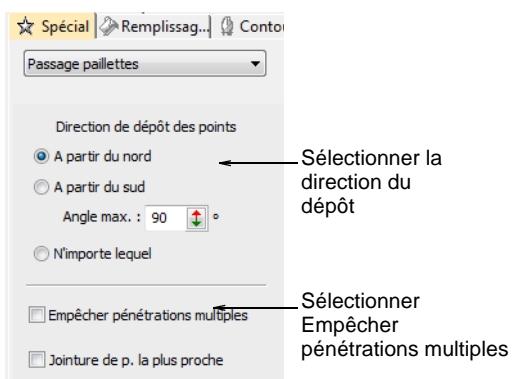 Spécial Remplissag... Conto
Passage paillettes
Direction de dépôt des points
A partir du nord
Sélectionner la
direction du
dépôt
A partir du sud
Angle max. : 90 °
N'importe lequel
Empêcher pénétrations multiples
Sélectionner
Empêcher
pénétrations multiples
Jointure de p. la plus proche